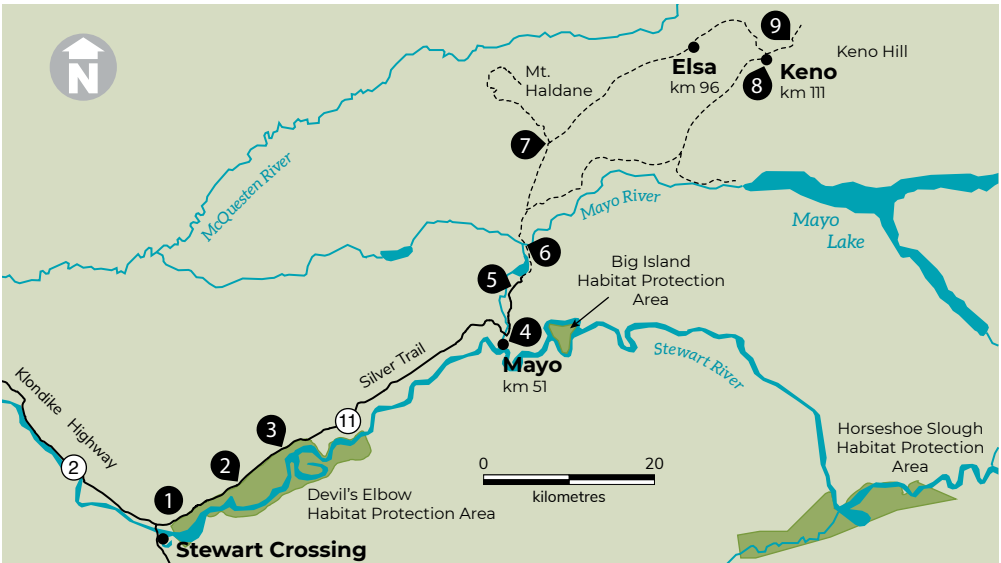 N
9
Keno Hill
Elsa
km 96
Keno
km 111
8
Mt.
Haldane
7
McQuesten River
Mayo River
Mayo
Lake
6
5
Big Island
Habitat Protection
Area
4
Mayo
km 51
Silver Trail
Stewart River
Klondike Highway
2
11
3
2
1
0
20
kilometres
Horseshoe Slough
Habitat Protection
Area
Devil's Elbow
Habitat Protection Area
Stewart Crossing